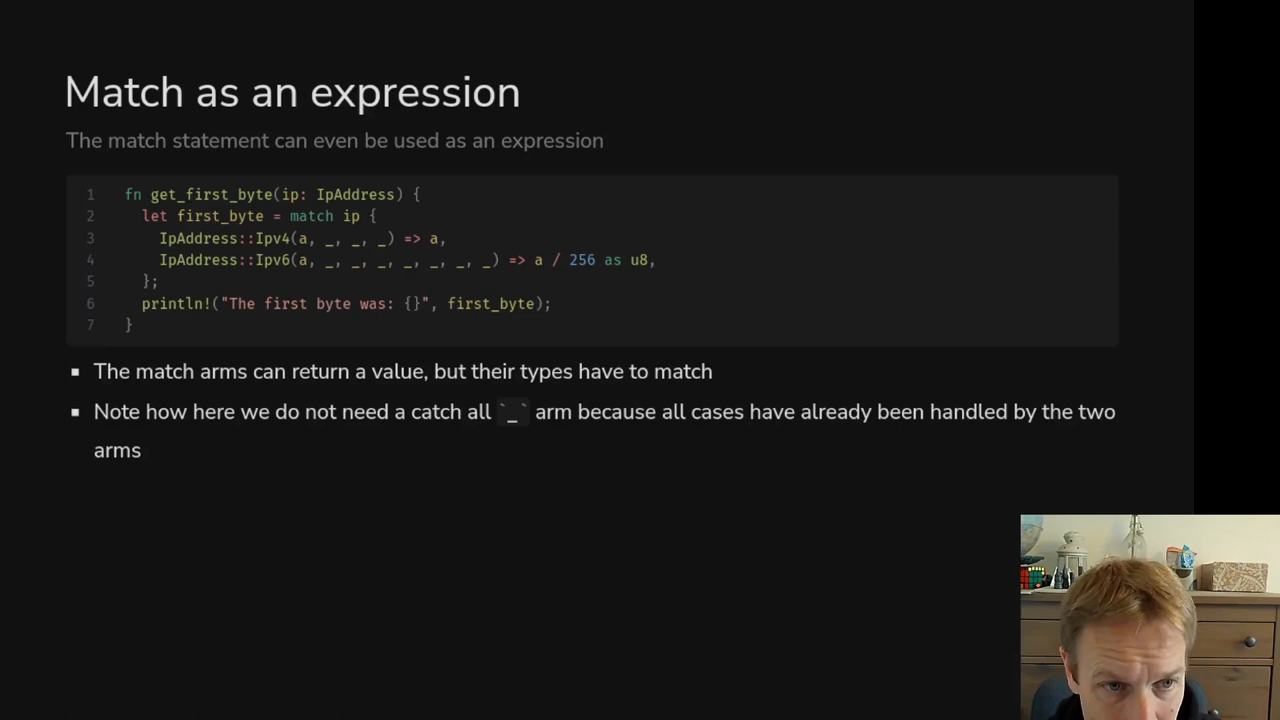 Match as an expression
The match statement can even be used as an expression
1 fn get_first_byte(ip: IpAddress) {
2 let first_byte = match ip {
3 IpAddress::Ipv4(a, _, _, _) => a,
4 IpAddress::Ipv6(a, _, _, _, _, _, _) => a / 256 as u8,
5 };
6 println!("The first byte was: {}", first_byte);
7 }
▪ The match arms can return a value, but their types have to match
▪ Note how here we do not need a catch all `_` arm because all cases have already been handled by the two
arms